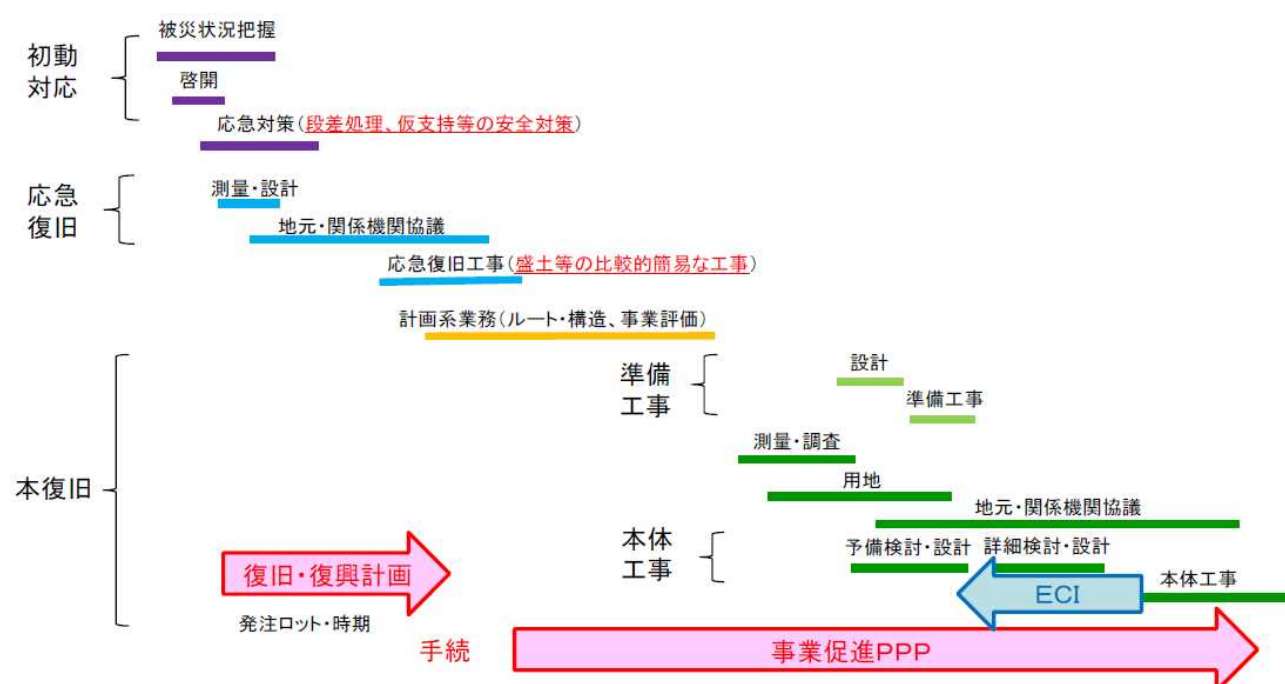 被災状況把握
初動
対応
啓開
応急対策(段差処理、仮支持等の安全対策)
応急
復旧
測量・設計
地元・関係機関協議
応急復旧工事(盛土等の比較的簡易な工事)
計画系業務(ルート・構造、事業評価)
本復旧
準備
工事
設計
準備工事
測量・調査
用地
地元・関係機関協議
本体
工事
予備検討・設計
詳細検討・設計
本体工事
ECI
復旧・復興計画
発注ロット・時期
手続
事業促進PPP